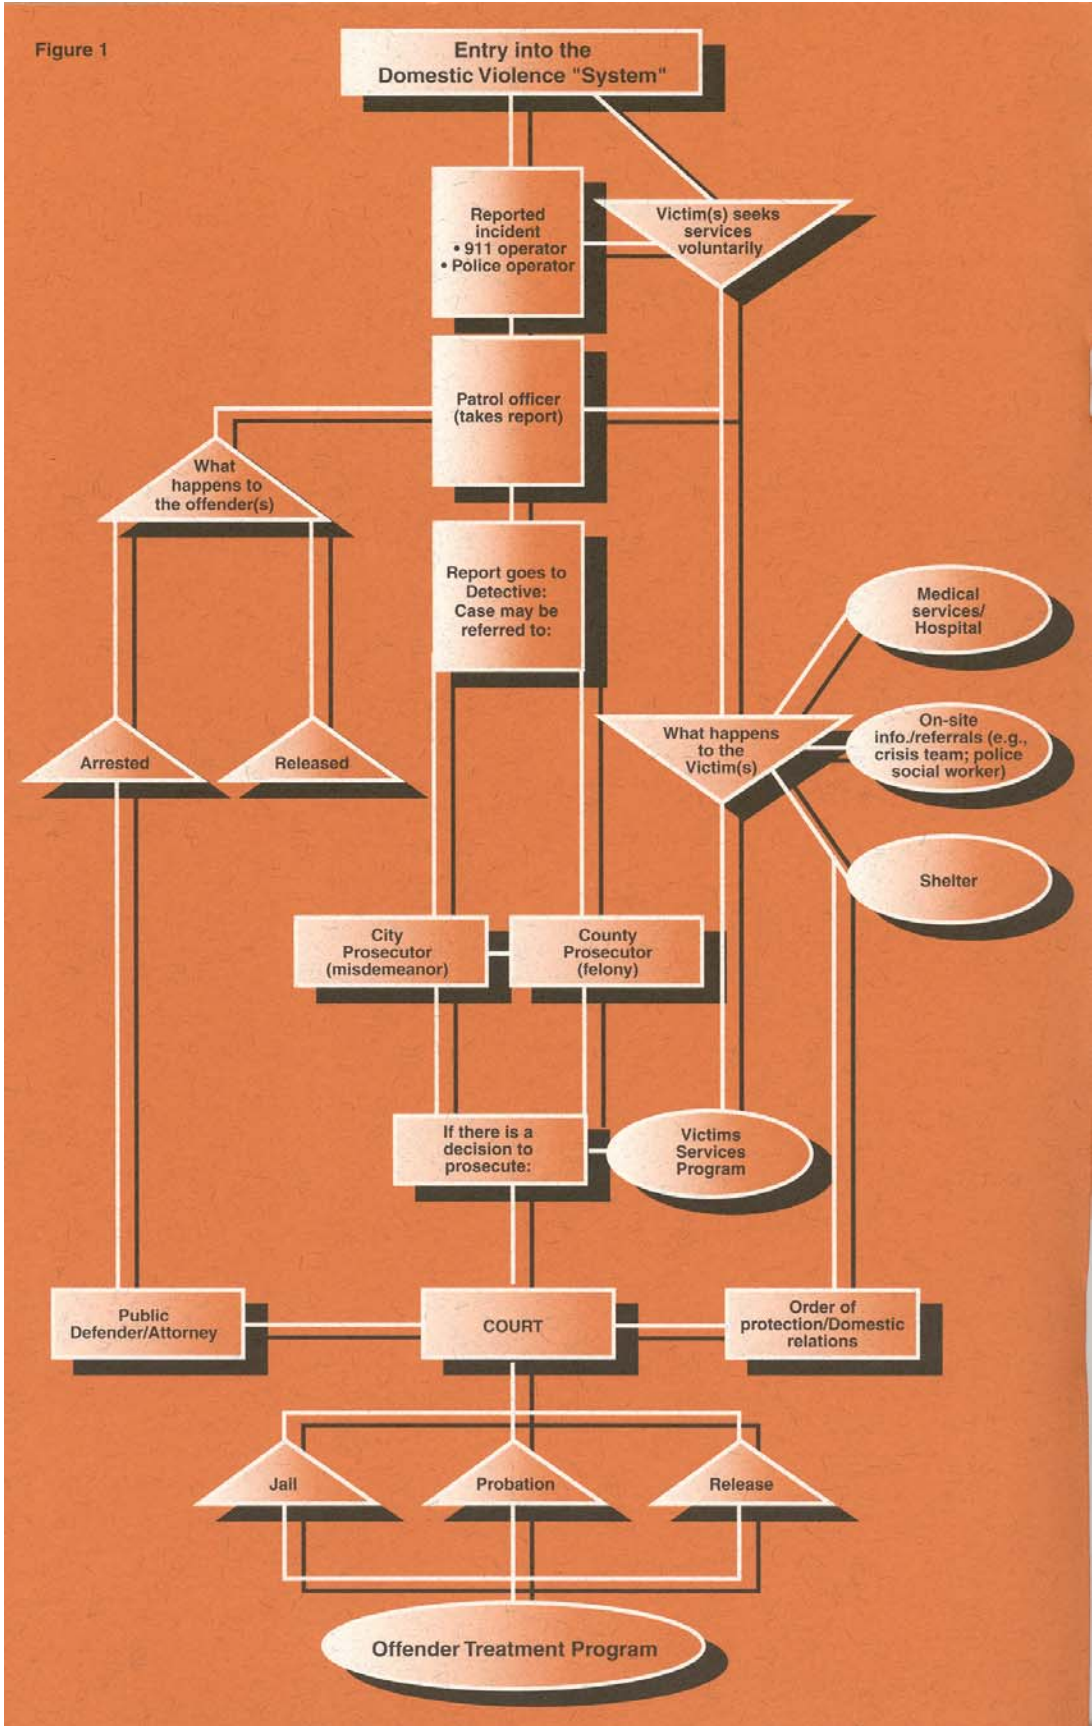 Figure 1
Entry into the
Domestic Violence "System"
Reported
incident
• 911 operator
• Police operator
Victim(s) seeks
services
voluntarily
Patrol officer
(takes report)
What
happens to
the offender(s)
Report goes to
Detective:
Case may be
referred to:
Medical
services/
Hospital
Arrested
Released
What happens
to the
Victim(s)
On-site
info./referrals (e.g.,
crisis team; police
social worker)
Shelter
City
Prosecutor
(misdemeanor)
County
Prosecutor
(felony)
If there is a
decision to
prosecute:
Victims
Services
Program
Public
Defender/Attorney
COURT
Order of
protection/Domestic
relations
Jail
Probation
Release
Offender Treatment Program